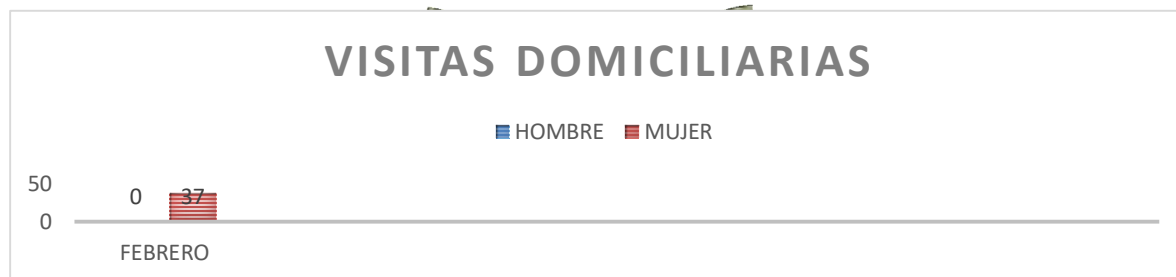 VISITAS DOMICILIARIAS
HOMBRE MUJER
50
0 37
0
FEBRERO